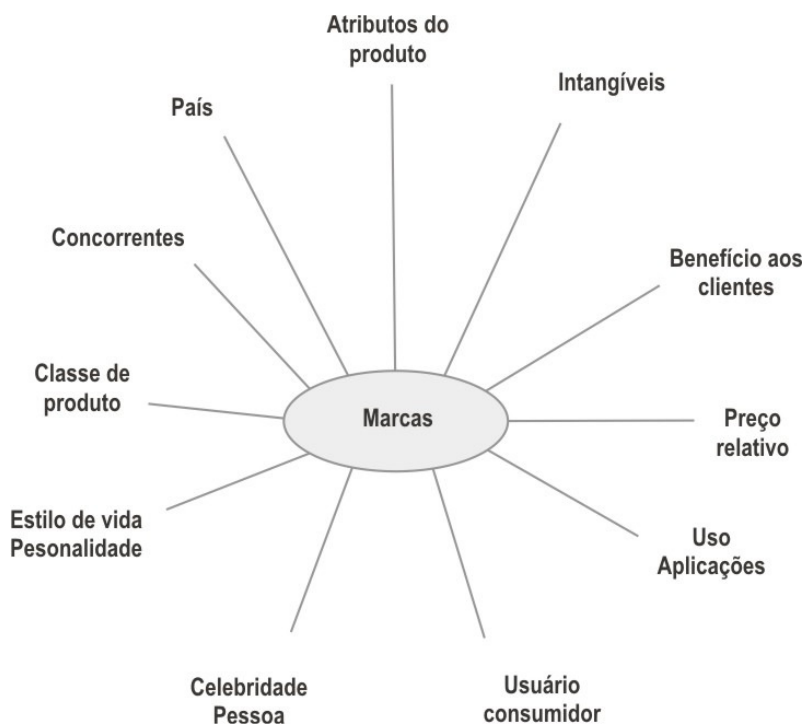 Atributos do
produto
Intangíveis
País
Concorrentes
Benefício aos
clientes
Classe de
produto
Marcas
Preço
relativo
Estilo de vida
Pesonalidade
Uso
Aplicações
Celebridade
Pessoa
Usuário
consumidor